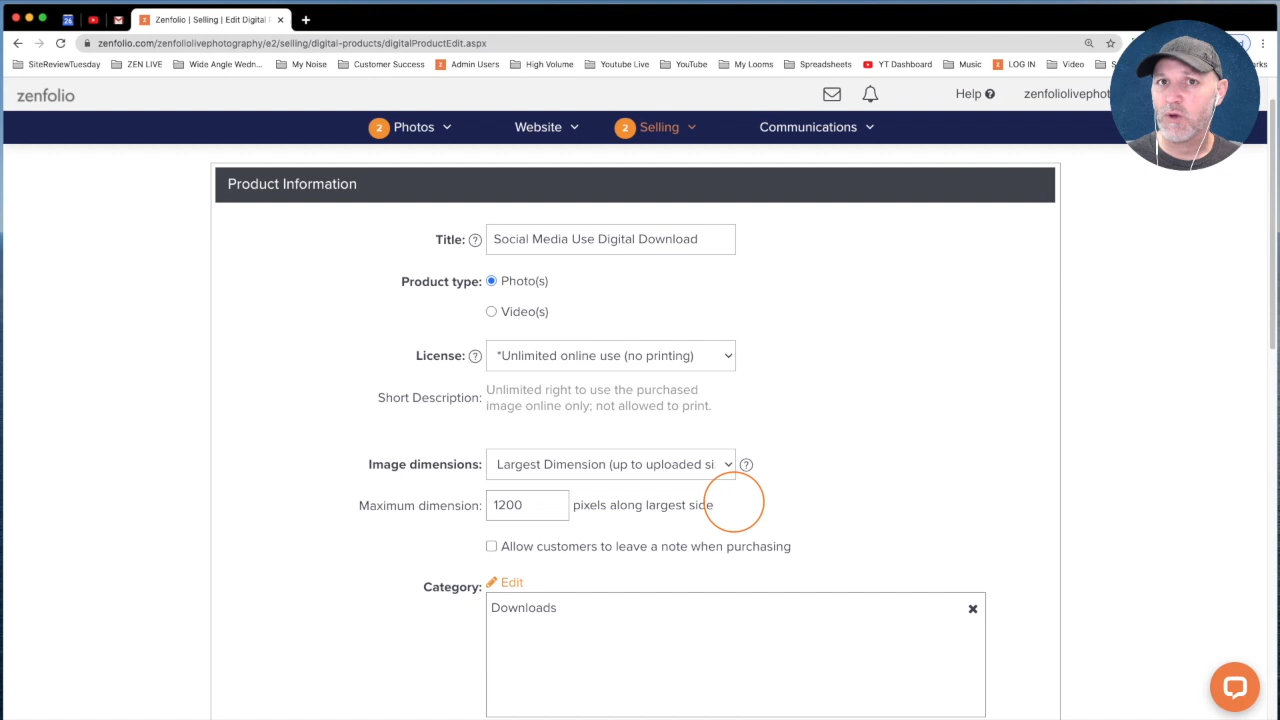 26
Zenfolio | Selling | Edit Digital
zenfolio.com/zenfoliolivephotography/e2/selling/digital-products/digitalProductEdit.aspx
SiteReviewTuesday ZEN LIVE Wide Angle Wedn... My Noise Customer Success Admin Users High Volume Youtube Live YouTube My Looms Spreadsheets YT Dashboard Music LOG IN Video
zenfolio
Help ?
zenfoliolivephot
2 Photos Website 2 Selling Communications
Product Information
Title: ? Social Media Use Digital Download
Product type: Photo(s)
Video(s)
License: ? *Unlimited online use (no printing)
Short Description: Unlimited right to use the purchased
image online only; not allowed to print.
Image dimensions: Largest Dimension (up to uploaded si ?
Maximum dimension: 1200 pixels along largest side
Allow customers to leave a note when purchasing
Category: Edit
Downloads